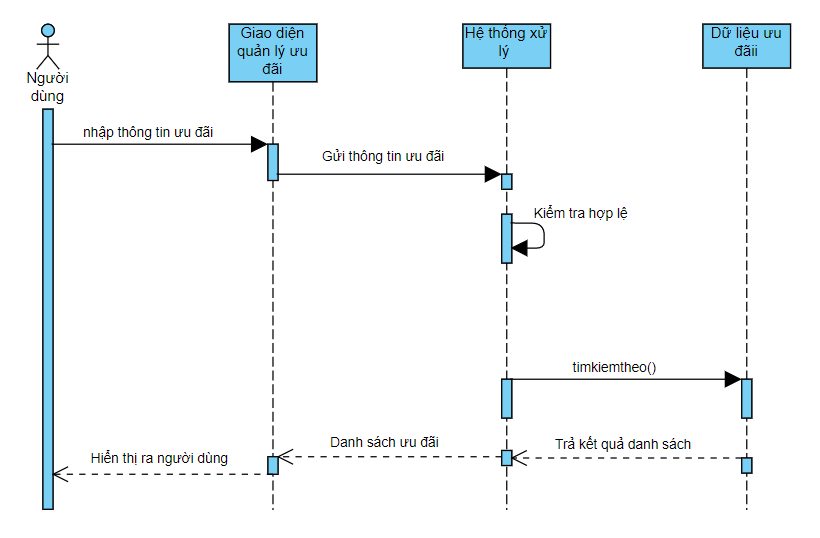 Giao diện
quản lý ưu
đãi
Hệ thống xử
lý
Dữ liệu ưu
đãii
Người
dùng
nhập thông tin ưu đãi
Gửi thông tin ưu đãi
Kiểm tra hợp lệ
timkiemtheo()
Trả kết quả danh sách
Danh sách ưu đãi
Hiển thị ra người dùng